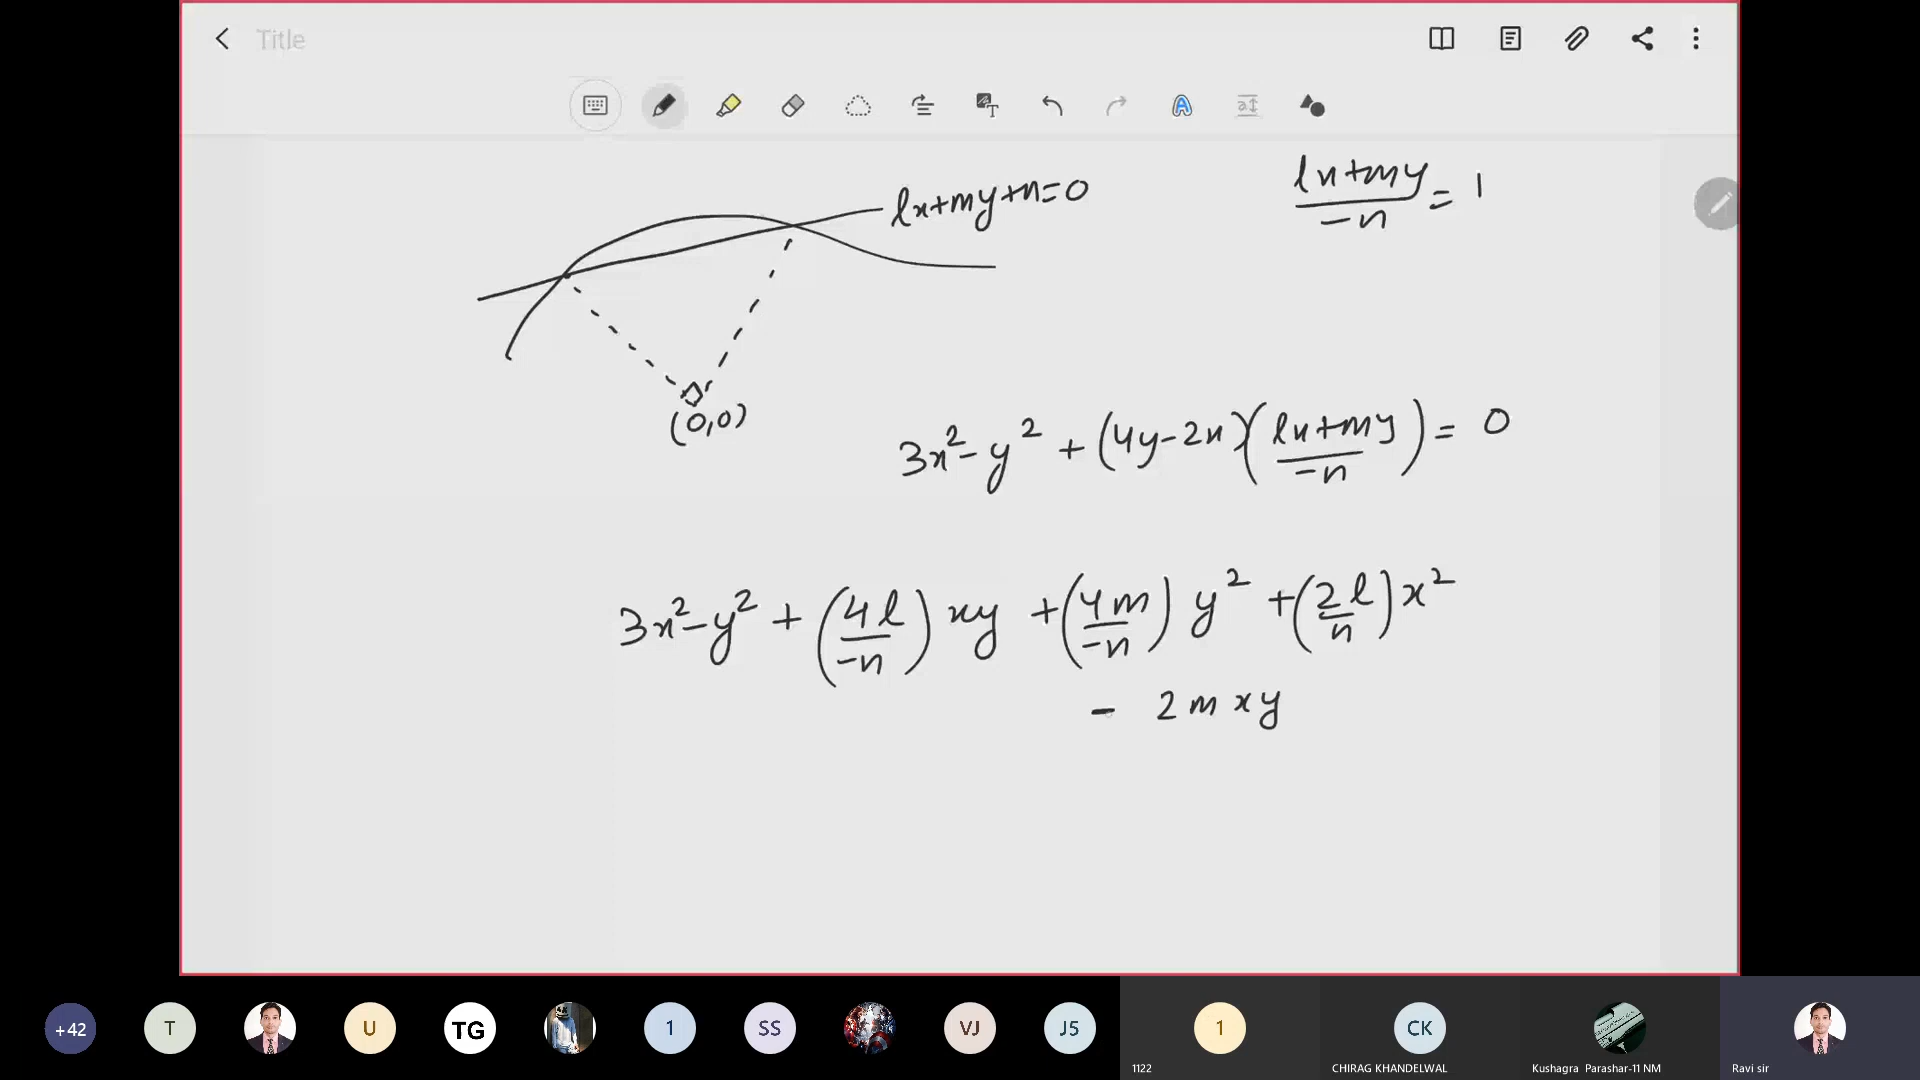 Title
lx+my+n=0
lx+my/-n = 1
(0,0)
3x²-y²+(4y-2x)(lx+my/-n)=0
3x²-y²+(4l/-n)xy+(4m/-n)y²+(2l/n)x²
- 2mxy
+42
T
U
TG
1
SS
VJ
J5
1
CK
1122
CHIRAG KHANDELWAL
Kushagra Parashar-11 NM
Ravi sir